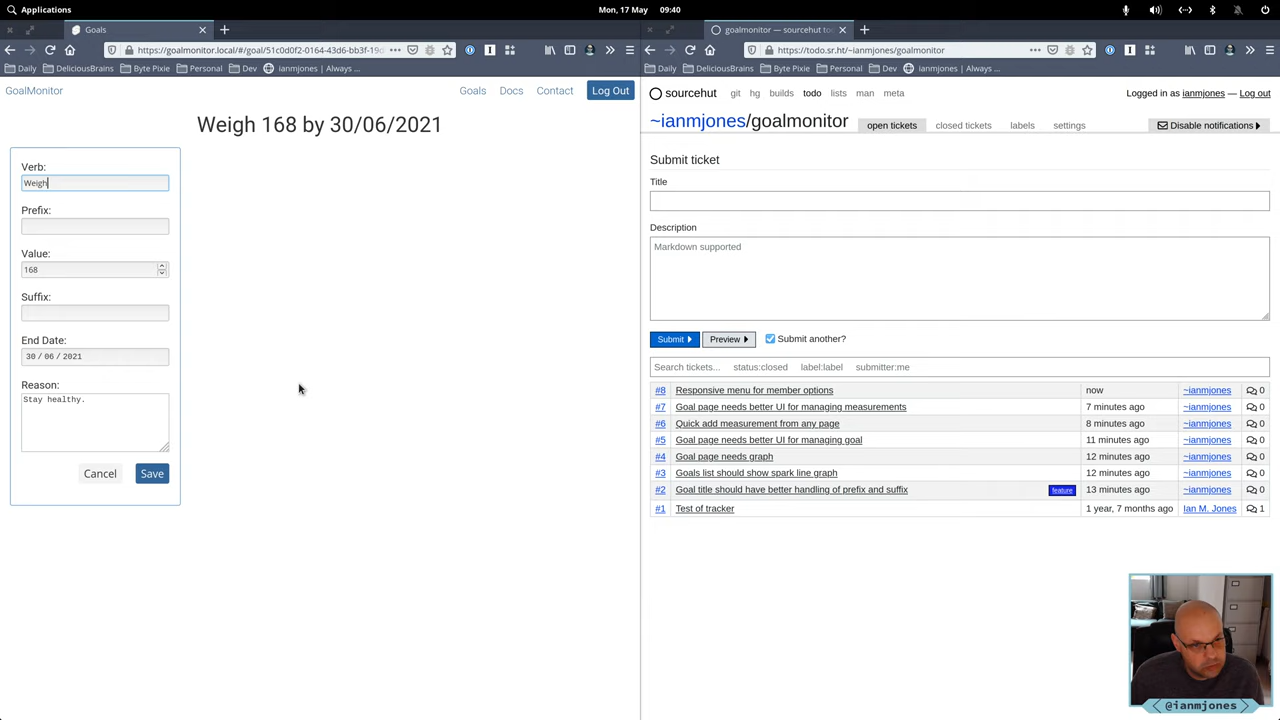 Applications
Mon, 17 May 09:40
Goals
https://goalmonitor.local/#/goal/51c0d0f2-0164-43d6-bb3f-19d
Daily DeliciousBrains Byte Pixie Personal Dev ianmjones | Always ...
GoalMonitor
Goals Docs Contact Log Out
Weigh 168 by 30/06/2021
Verb:
Weigh
Prefix:
Value:
168
Suffix:
End Date:
30 / 06 / 2021
Reason:
Stay healthy.
Cancel Save
goalmonitor — sourcehut to
https://todo.sr.ht/~ianmjones/goalmonitor
Daily DeliciousBrains Byte Pixie Personal Dev ianmjones | Always ...
sourcehut git hg builds todo lists man meta
Logged in as ianmjones — Log out
~ianmjones/goalmonitor open tickets closed tickets labels settings Disable notifications
Submit ticket
Title
Description
Markdown supported
Submit Preview Submit another?
Search tickets... status:closed label:label submitter:me
#8 Responsive menu for member options now ~ianmjones 0
#7 Goal page needs better UI for managing measurements 7 minutes ago ~ianmjones 0
#6 Quick add measurement from any page 8 minutes ago ~ianmjones 0
#5 Goal page needs better UI for managing goal 11 minutes ago ~ianmjones 0
#4 Goal page needs graph 12 minutes ago ~ianmjones 0
#3 Goals list should show spark line graph 12 minutes ago ~ianmjones 0
#2 Goal title should have better handling of prefix and suffix feature 13 minutes ago ~ianmjones 0
#1 Test of tracker 1 year, 7 months ago Ian M. Jones 1
@ianmjones